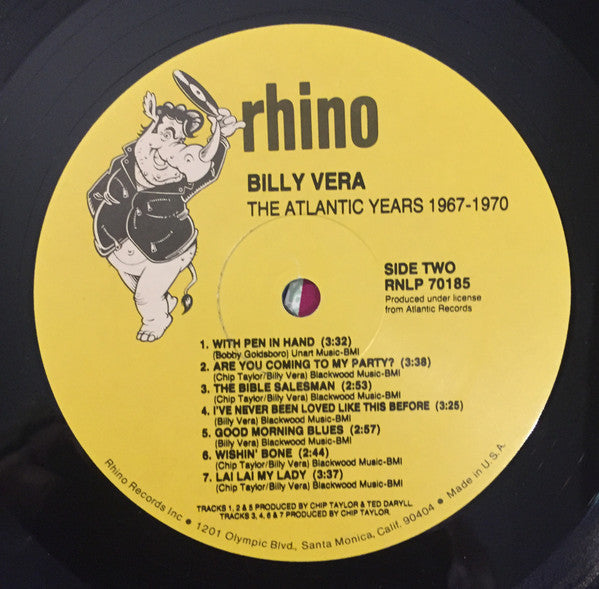 rhino
BILLY VERA
THE ATLANTIC YEARS 1967-1970
SIDE TWO
RNLP 70185
Produced under license
from Atlantic Records
1. WITH PEN IN HAND (3:32)
(Bobby Goldsboro) Unart Music-BMI
2. ARE YOU COMING TO MY PARTY? (3:38)
(Chip Taylor/Billy Vera) Blackwood Music-BMI
3. THE BIBLE SALESMAN (2:53)
(Chip Taylor/Billy Vera) Blackwood Music-BMI
4. I'VE NEVER BEEN LOVED LIKE THIS BEFORE (3:25)
(Billy Vera) Blackwood Music-BMI
5. GOOD MORNING BLUES (2:57)
(Billy Vera) Blackwood Music-BMI
6. WISHIN' BONE (2:44)
(Chip Taylor/Billy Vera) Blackwood Music-BMI
7. LAI LAI MY LADY (3:37)
(Chip Taylor/Billy Vera) Blackwood Music-BMI
TRACKS 1, 2 & 5 PRODUCED BY CHIP TAYLOR & TED DARYLL
TRACKS 3, 4, 6 & 7 PRODUCED BY CHIP TAYLOR
Rhino Records Inc • 1201 Olympic Blvd., Santa Monica, Calif. 90404 • Made in U.S.A.